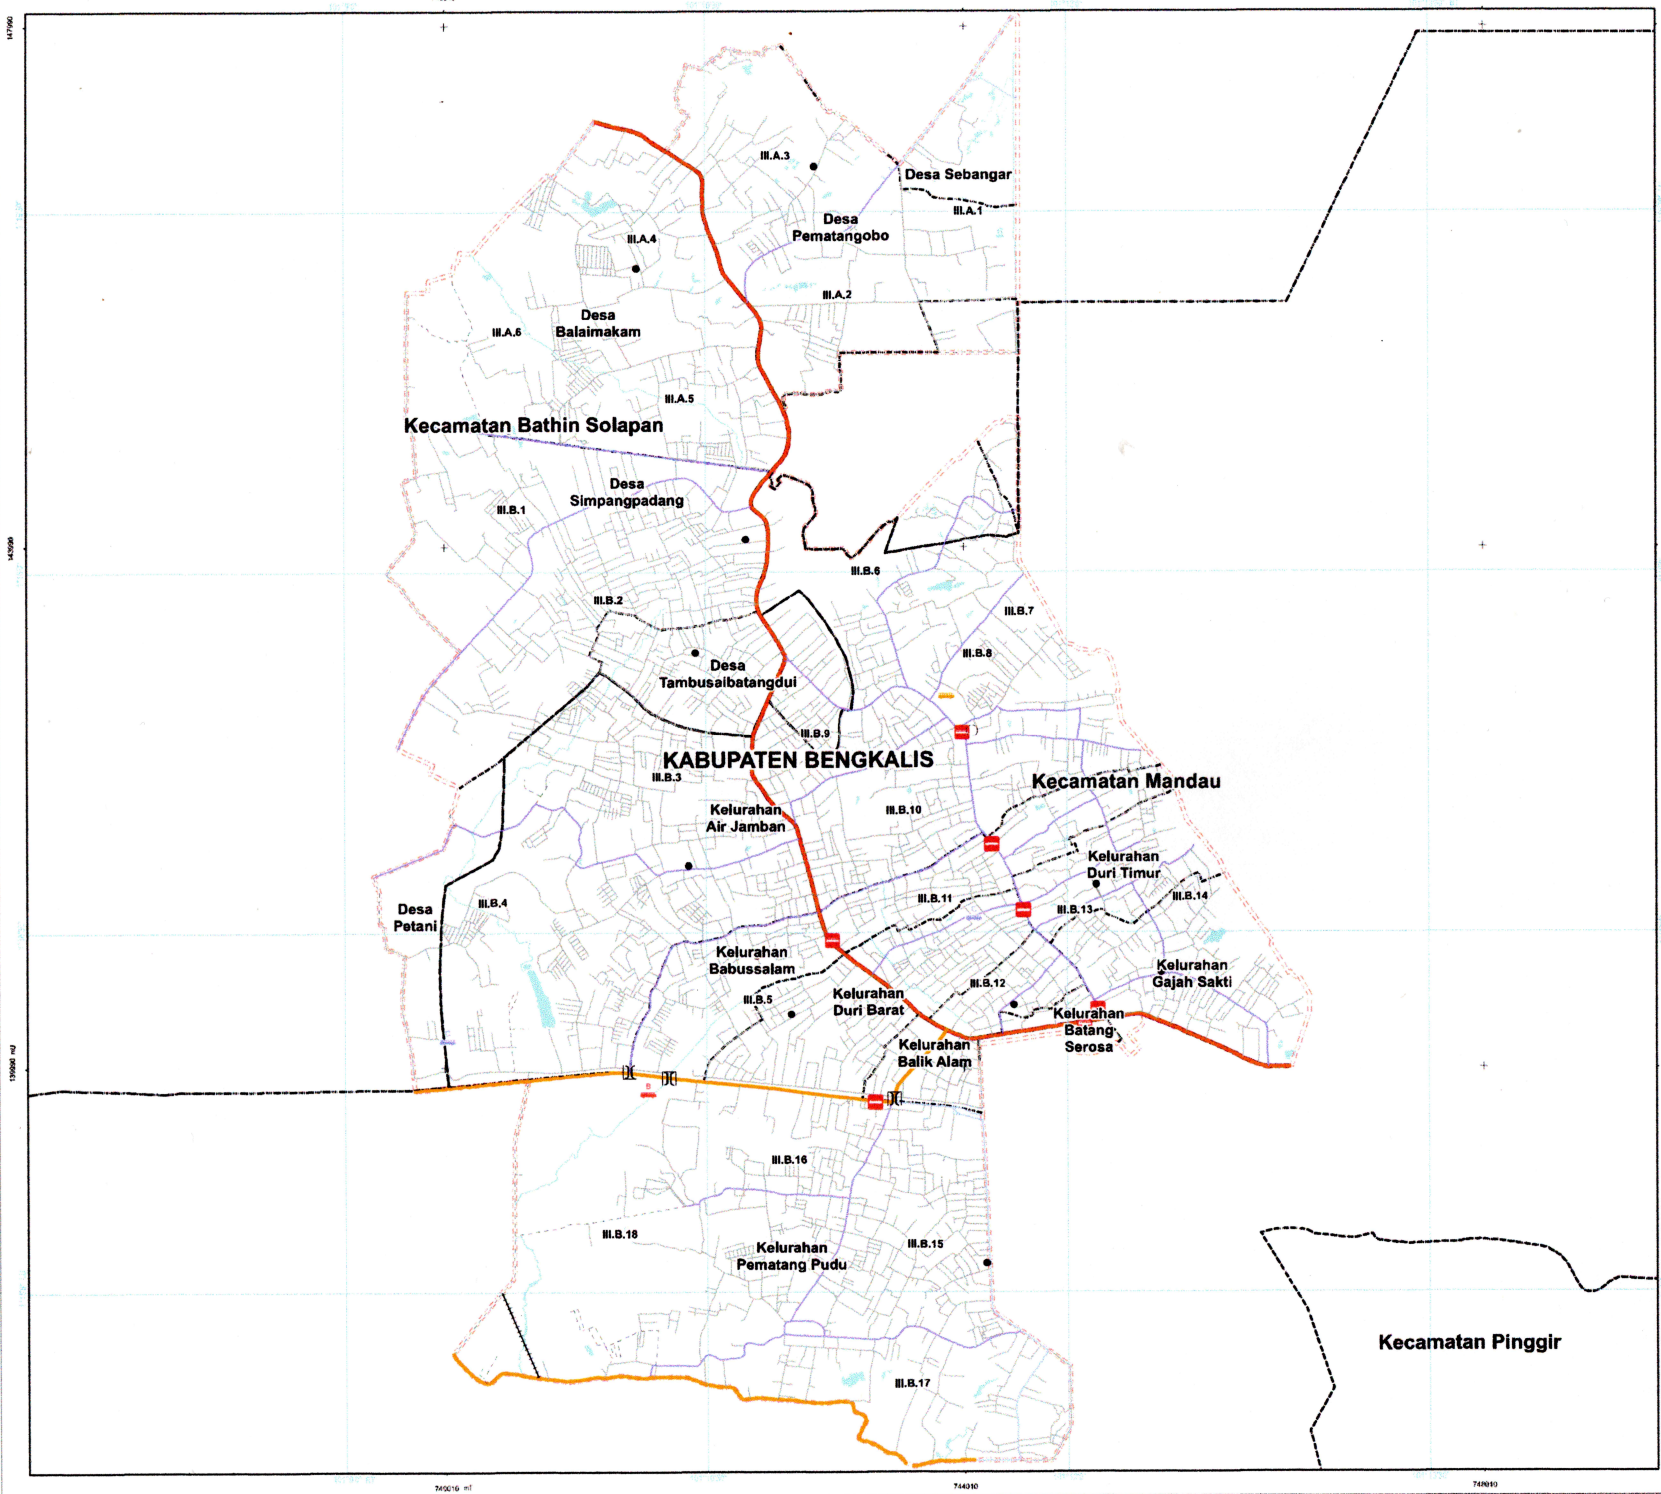 147990
III.A.3
Desa Sebangar
III.A.1
Desa
Pematangobo
III.A.4
III.A.2
Desa
Balaimakam
III.A.6
III.A.5
Kecamatan Bathin Solapan
Desa
Simpangpadang
III.B.1
III.B.6
III.B.2
III.B.7
III.B.8
Desa
Tambusaibatangdui
III.B.9
KABUPATEN BENGKALIS
III.B.3
Kecamatan Mandau
Kelurahan
Air Jamban
III.B.10
Kelurahan
Duri Timur
III.B.4
III.B.11
III.B.13
III.B.14
Desa
Petani
Kelurahan
Babussalam
Kelurahan
Gajah Sakti
III.B.12
III.B.5
Kelurahan
Duri Barat
Kelurahan
Batang
Serosa
Kelurahan
Balik Alam
III.B.16
III.B.18
III.B.15
Kelurahan
Pematang Pudu
Kecamatan Pinggir
III.B.17
744010
748010